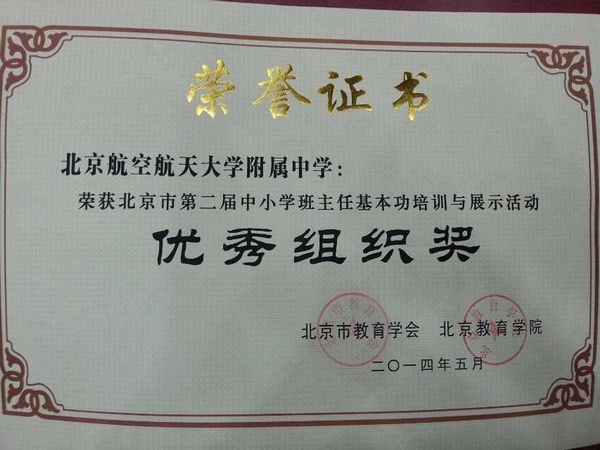 荣誉证书
北京航空航天大学附属中学：
荣获北京市第二届中小学班主任基本功培训与展示活动
优秀组织奖
北京市教育学会 北京教育学院
二〇一四年五月